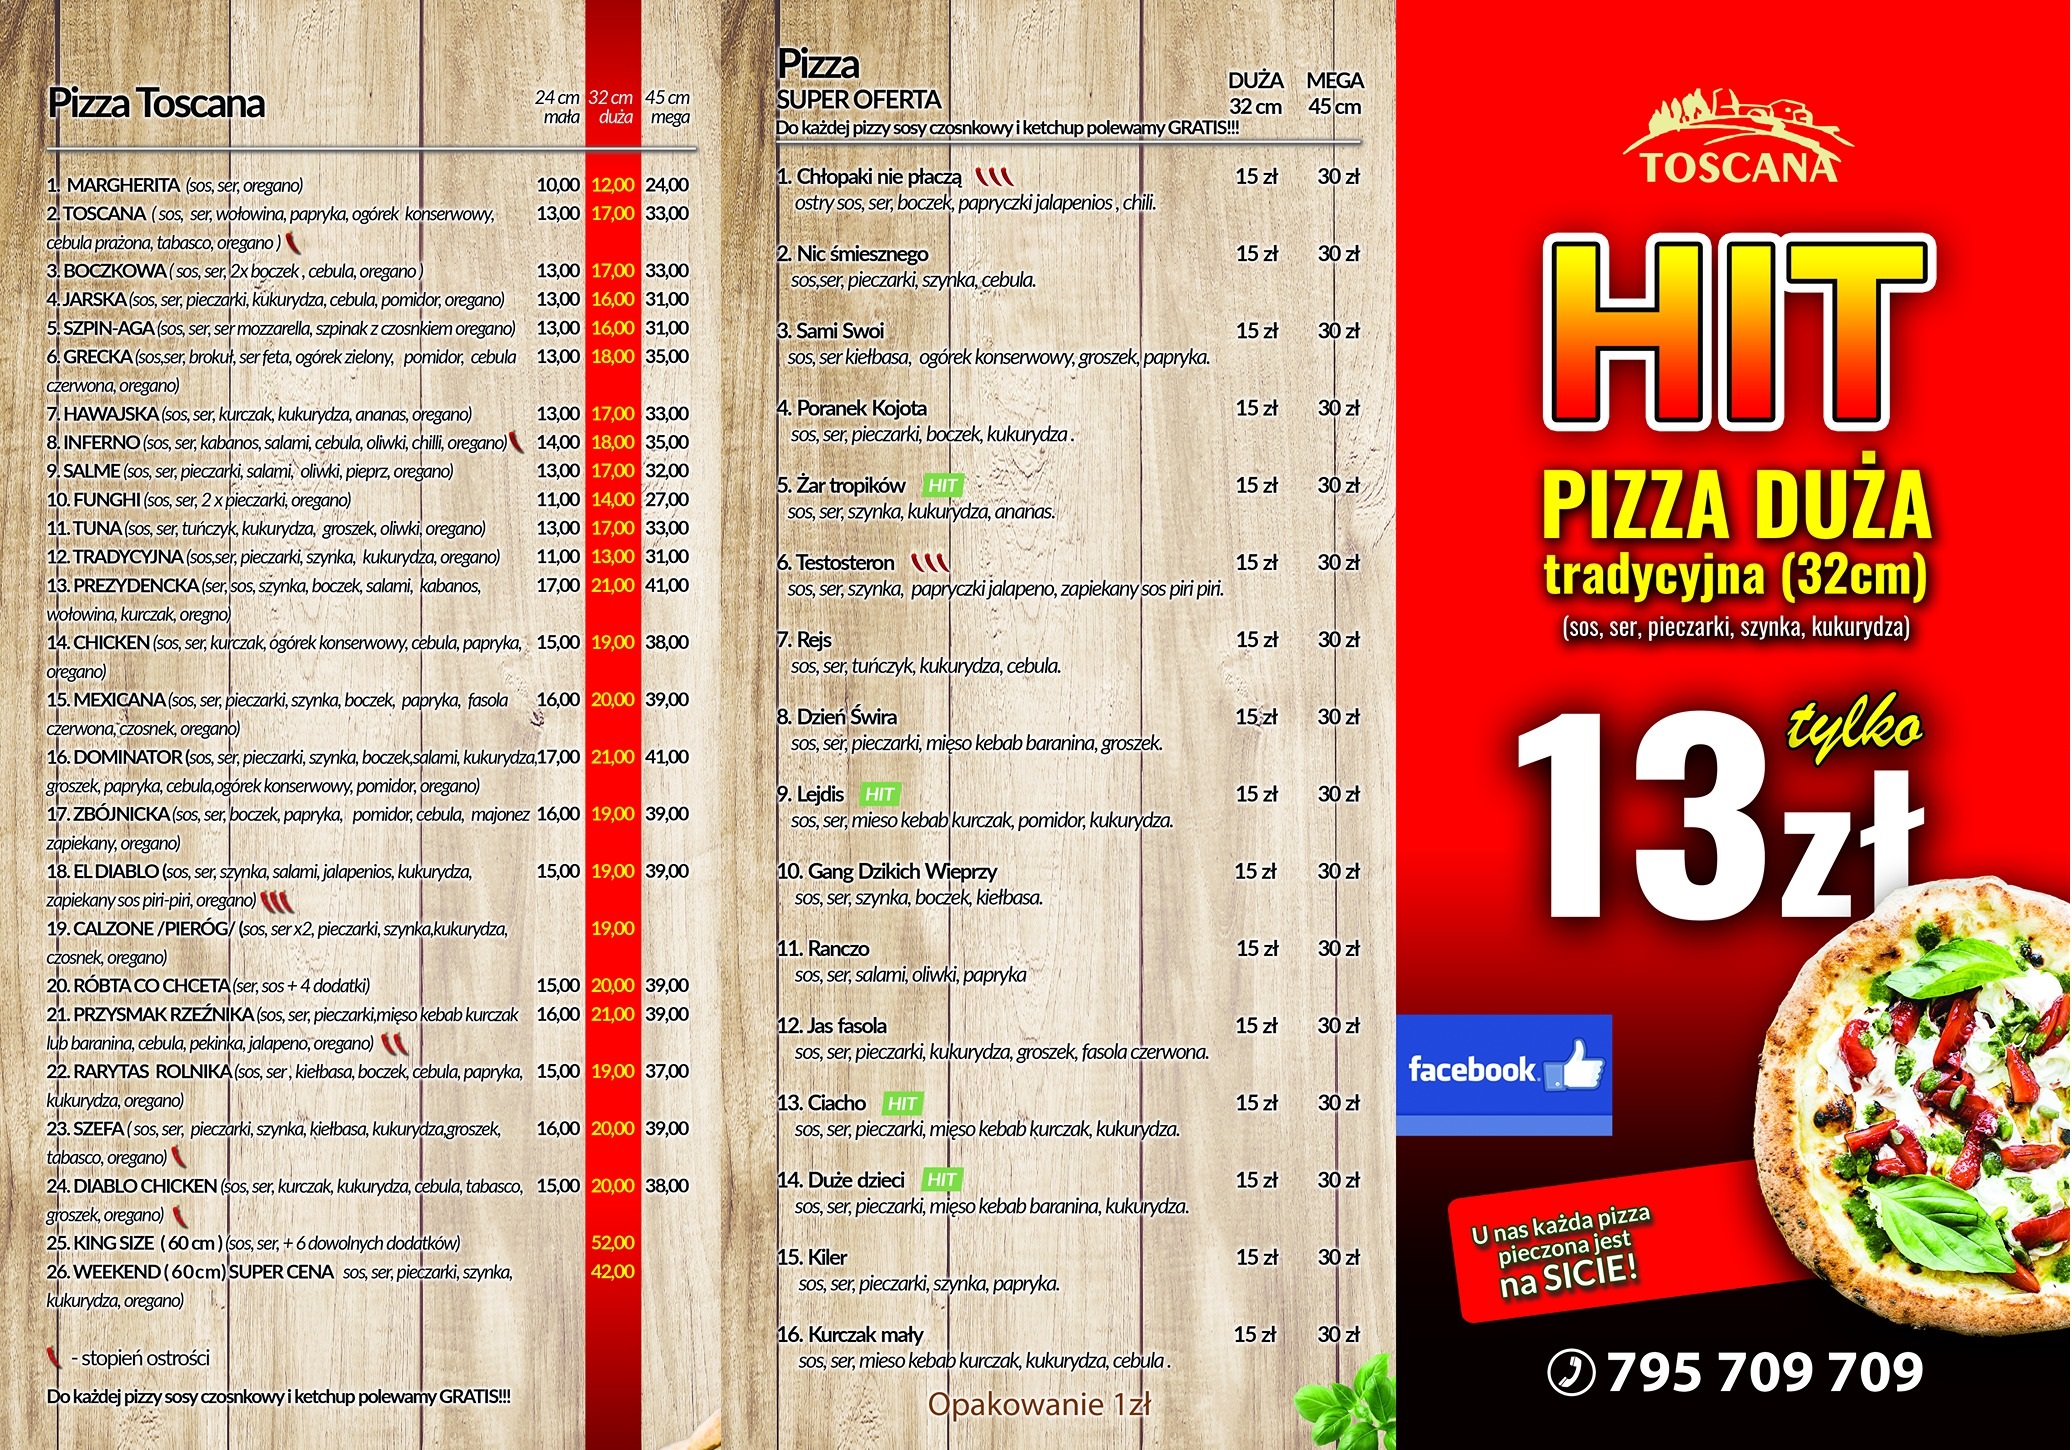 Pizza Toscana
24 cm 32 cm 45 cm
mała duża mega
1. MARGHERITA (sos, ser, oregano) 10,00 12,00 24,00
2. TOSCANA ( sos, ser, wołowina, papryka, ogórek konserwowy, 13,00 17,00 33,00
cebula prażona, tabasco, oregano )
3. BOCZKOWA ( sos, ser, 2x boczek , cebula, oregano ) 13,00 17,00 33,00
4. JARSKA (sos, ser, pieczarki, kukurydza, cebula, pomidor, oregano) 13,00 16,00 31,00
5. SZPIN-AGA (sos, ser, ser mozzarella, szpinak z czosnkiem oregano) 13,00 16,00 31,00
6. GRECKA (sos,ser, brokuł, ser feta, ogórek zielony, pomidor, cebula 13,00 18,00 35,00
czerwona, oregano)
7. HAWAJSKA (sos, ser, kurczak, kukurydza, ananas, oregano) 13,00 17,00 33,00
8. INFERNO (sos, ser, kabanos, salami, cebula, oliwki, chilli, oregano) 14,00 18,00 35,00
9. SALME (sos, ser, pieczarki, salami, oliwki, pieprz, oregano) 13,00 17,00 32,00
10. FUNGHI (sos, ser, 2 x pieczarki, oregano) 11,00 14,00 27,00
11. TUNA (sos, ser, tuńczyk, kukurydza, groszek, oliwki, oregano) 13,00 17,00 33,00
12. TRADYCYJNA (sos,ser, pieczarki, szynka, kukurydza, oregano) 11,00 13,00 31,00
13. PREZYDENCKA (ser, sos, szynka, boczek, salami, kabanos, 17,00 21,00 41,00
wołowina, kurczak, oregno)
14. CHICKEN (sos, ser, kurczak, ogórek konserwowy, cebula, papryka, 15,00 19,00 38,00
oregano)
15. MEXICANA (sos, ser, pieczarki, szynka, boczek, papryka, fasola 16,00 20,00 39,00
czerwona, czosnek, oregano)
16. DOMINATOR (sos, ser, pieczarki, szynka, boczek,salami, kukurydza, 17,00 21,00 41,00
groszek, papryka, cebula,ogórek konserwowy, pomidor, oregano)
17. ZBÓJNICKA (sos, ser, boczek, papryka, pomidor, cebula, majonez 16,00 19,00 39,00
zapiekany, oregano)
18. EL DIABLO (sos, ser, szynka, salami, jalapenios, kukurydza, 15,00 19,00 39,00
zapiekany sos piri-piri, oregano)
19. CALZONE /PIERÓG/ (sos, ser x2, pieczarki, szynka,kukurydza, 19,00
czosnek, oregano)
20. RÓBTA CO CHCETA (ser, sos + 4 dodatki) 15,00 20,00 39,00
21. PRZYSMAK RZEŹNIKA (sos, ser, pieczarki,mięso kebab kurczak 16,00 21,00 39,00
lub baranina, cebula, pekinka, jalapeno, oregano)
22. RARYTAS ROLNIKA (sos, ser , kiełbasa, boczek, cebula, papryka, 15,00 19,00 37,00
kukurydza, oregano)
23. SZEFA ( sos, ser, pieczarki, szynka, kiełbasa, kukurydza,groszek, 16,00 20,00 39,00
tabasco, oregano)
24. DIABLO CHICKEN (sos, ser, kurczak, kukurydza, cebula, tabasco, 15,00 20,00 38,00
groszek, oregano)
25. KING SIZE ( 60 cm ) (sos, ser, + 6 dowolnych dodatków) 52,00
26. WEEKEND ( 60cm) SUPER CENA sos, ser, pieczarki, szynka, 42,00
kukurydza, oregano)
- stopień ostrości
Do każdej pizzy sosy czosnkowy i ketchup polewamy GRATIS!!!
Pizza
SUPER OFERTA
DUŻA MEGA
32 cm 45 cm
Do każdej pizzy sosy czosnkowy i ketchup polewamy GRATIS!!!
1. Chłopaki nie płaczą 15 zł 30 zł
ostry sos, ser, boczek, papryczki jalapenios , chili.
2. Nic śmiesznego 15 zł 30 zł
sos,ser, pieczarki, szynka, cebula.
3. Sami Swoi 15 zł 30 zł
sos, ser kiełbasa, ogórek konserwowy, groszek, papryka.
4. Poranek Kojota 15 zł 30 zł
sos, ser, pieczarki, boczek, kukurydza .
5. Żar tropików HIT 15 zł 30 zł
sos, ser, szynka, kukurydza, ananas.
6. Testosteron 15 zł 30 zł
sos, ser, szynka, papryczki jalapeno, zapiekany sos piri piri.
7. Rejs 15 zł 30 zł
sos, ser, tuńczyk, kukurydza, cebula.
8. Dzień Świra 15 zł 30 zł
sos, ser, pieczarki, mięso kebab baranina, groszek.
9. Lejdis HIT 15 zł 30 zł
sos, ser, mieso kebab kurczak, pomidor, kukurydza.
10. Gang Dzikich Wieprzy 15 zł 30 zł
sos, ser, szynka, boczek, kiełbasa.
11. Ranczo 15 zł 30 zł
sos, ser, salami, oliwki, papryka
12. Jas fasola 15 zł 30 zł
sos, ser, pieczarki, kukurydza, groszek, fasola czerwona.
13. Ciacho HIT 15 zł 30 zł
sos, ser, pieczarki, mięso kebab kurczak, kukurydza.
14. Duże dzieci HIT 15 zł 30 zł
sos, ser, pieczarki, mięso kebab baranina, kukurydza.
15. Kiler 15 zł 30 zł
sos, ser, pieczarki, szynka, papryka.
16. Kurczak mały 15 zł 30 zł
sos, ser, mieso kebab kurczak, kukurydza, cebula .
Opakowanie 1zł
TOSCANA
HIT
PIZZA DUŻA
tradycyjna (32cm)
(sos, ser, pieczarki, szynka, kukurydza)
tylko
13zł
facebook
U nas każda pizza
pieczona jest
na SICIE!
795 709 709